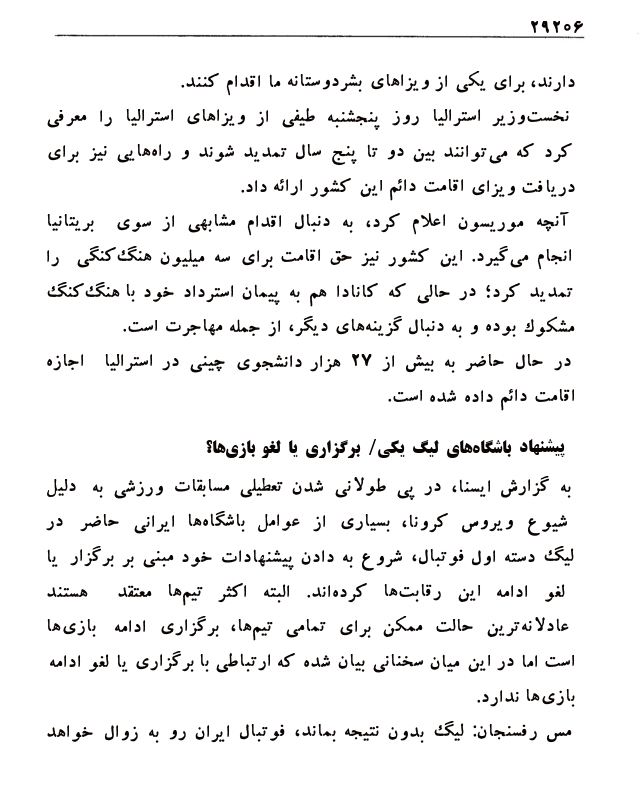 ۲۹۲۰۶
دارند، برای یکی از ویزاهای بشردوستانه ما اقدام کنند.
نخست‌وزیر استرالیا روز پنجشنبه طیفی از ویزاهای استرالیا را معرفی
کرد که می‌توانند بین دو تا پنج سال تمدید شوند و راه‌هایی نیز برای
دریافت ویزای اقامت دائم این کشور ارائه داد.
آنچه موریسون اعلام کرد، به دنبال اقدام مشابهی از سوی بریتانیا
انجام می‌گیرد. این کشور نیز حق اقامت برای سه میلیون هنگ‌کنگی را
تمدید کرد؛ در حالی که کانادا هم به پیمان استرداد خود با هنگ‌کنگ
مشکوك بوده و به دنبال گزینه‌های دیگر، از جمله مهاجرت است.
در حال حاضر به بیش از ۲۷ هزار دانشجوی چینی در استرالیا اجازه
اقامت دائم داده شده است.
پیشنهاد باشگاه‌های لیگ یکی/ برگزاری یا لغو بازی‌ها؟
به گزارش ایسنا، در پی طولانی شدن تعطیلی مسابقات ورزشی به دلیل
شیوع ویروس کرونا، بسیاری از عوامل باشگاه‌ها ایرانی حاضر در
لیگ دسته اول فوتبال، شروع به دادن پیشنهادات خود مبنی بر برگزار یا
لغو ادامه این رقابت‌ها کرده‌اند. البته اکثر تیم‌ها معتقد هستند
عادلانه‌ترین حالت ممکن برای تمامی تیم‌ها، برگزاری ادامه بازی‌ها
است اما در این میان سخنانی بیان شده که ارتباطی با برگزاری یا لغو ادامه
بازی‌ها ندارد.
مس رفسنجان: لیگ بدون نتیجه بماند، فوتبال ایران رو به زوال خواهد